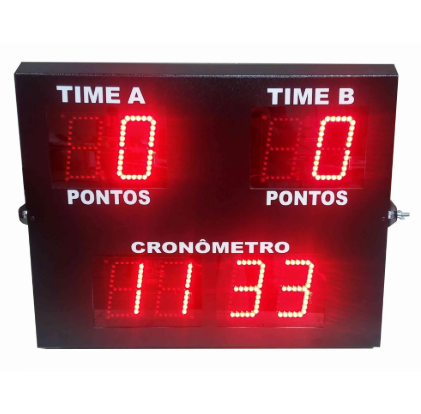 TIME A TIME B
0 0
PONTOS PONTOS
CRONÔMETRO
11 33